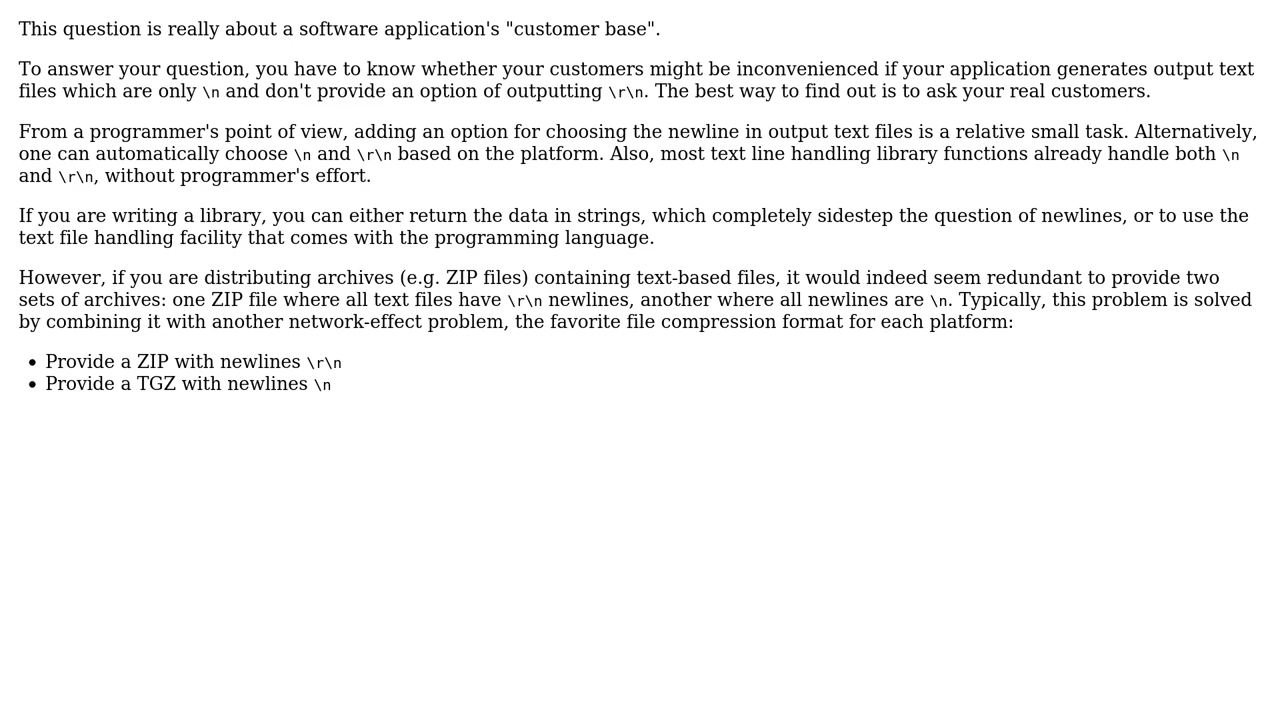 This question is really about a software application's "customer base".
To answer your question, you have to know whether your customers might be inconvenienced if your application generates output text
files which are only \n and don't provide an option of outputting \r\n. The best way to find out is to ask your real customers.
From a programmer's point of view, adding an option for choosing the newline in output text files is a relative small task. Alternatively,
one can automatically choose \n and \r\n based on the platform. Also, most text line handling library functions already handle both \n
and \r\n, without programmer's effort.
If you are writing a library, you can either return the data in strings, which completely sidestep the question of newlines, or to use the
text file handling facility that comes with the programming language.
However, if you are distributing archives (e.g. ZIP files) containing text-based files, it would indeed seem redundant to provide two
sets of archives: one ZIP file where all text files have \r\n newlines, another where all newlines are \n. Typically, this problem is solved
by combining it with another network-effect problem, the favorite file compression format for each platform:
• Provide a ZIP with newlines \r\n
• Provide a TGZ with newlines \n